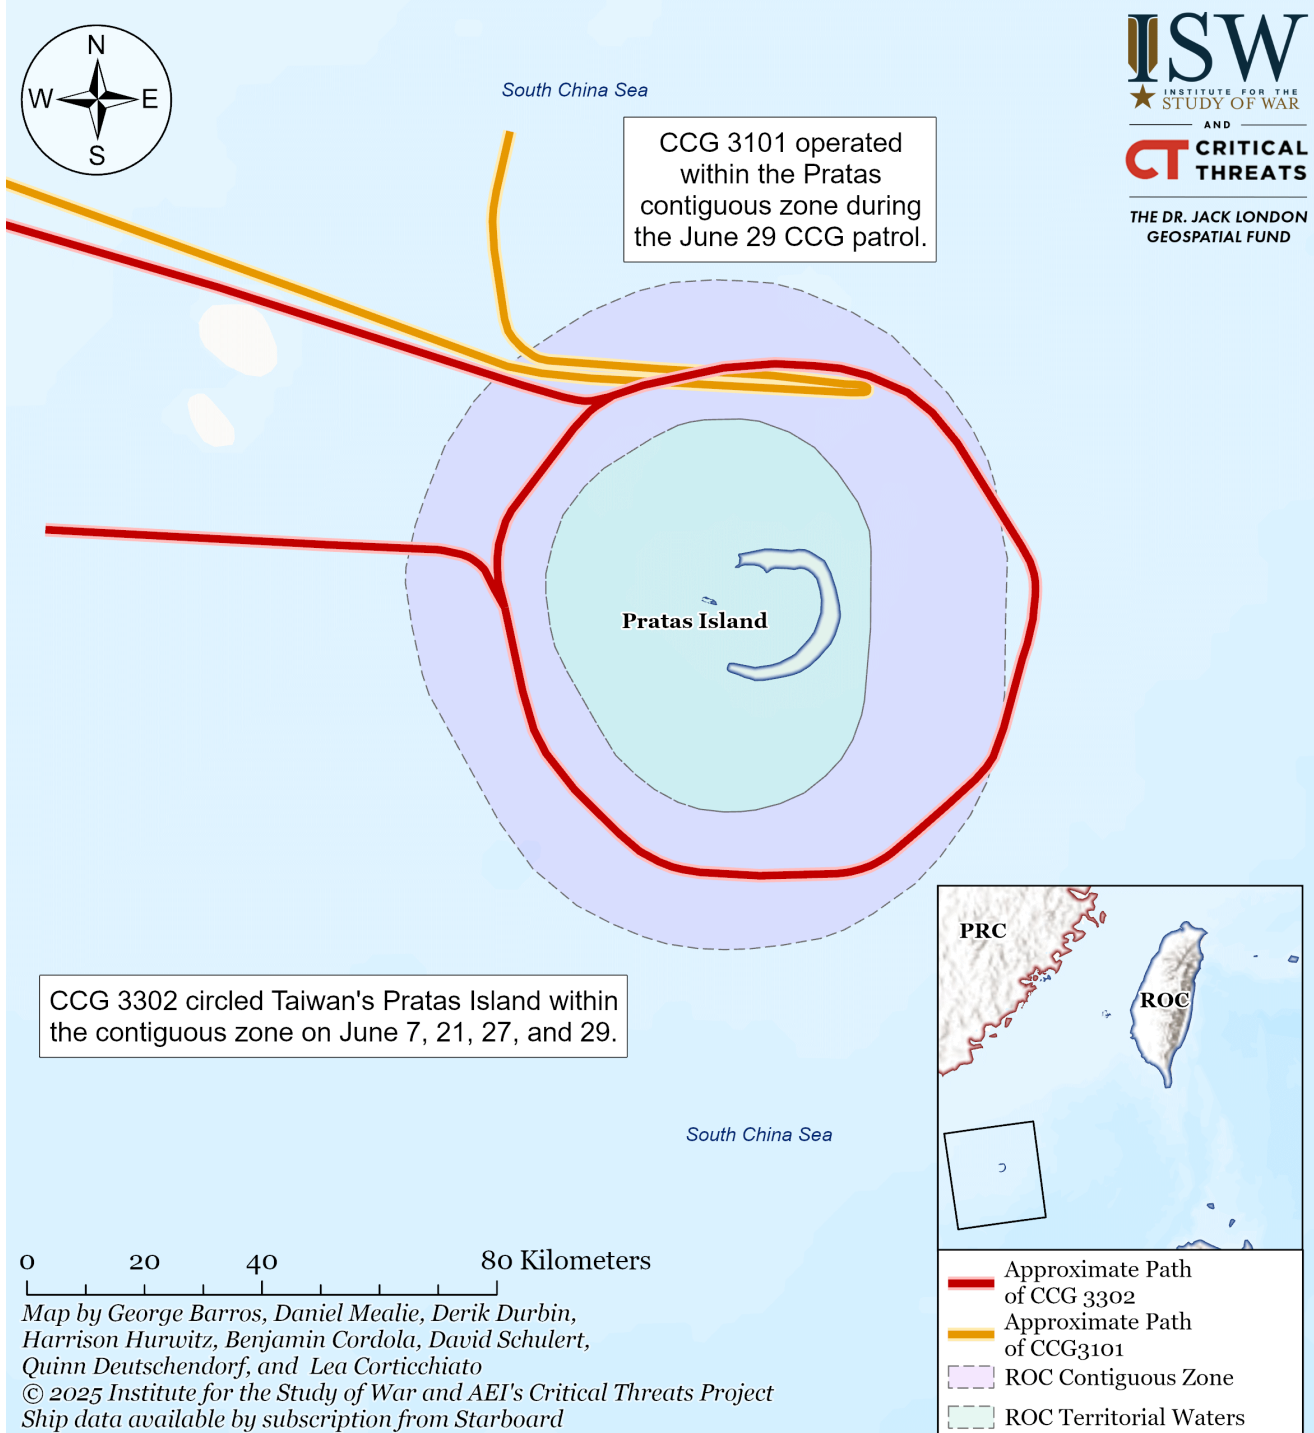 N
W
E
S
South China Sea
CCG 3101 operated
within the Pratas
contiguous zone during
the June 29 CCG patrol.
ISW
INSTITUTE FOR THE
STUDY OF WAR
AND
CT CRITICAL
THREATS
THE DR. JACK LONDON
GEOSPATIAL FUND
Pratas Island
CCG 3302 circled Taiwan's Pratas Island within
the contiguous zone on June 7, 21, 27, and 29.
South China Sea
PRC
ROC
0 20 40 80 Kilometers
Map by George Barros, Daniel Mealie, Derik Durbin,
Harrison Hurwitz, Benjamin Cordola, David Schulert,
Quinn Deutschendorf, and Lea Corticchiato
© 2025 Institute for the Study of War and AEI's Critical Threats Project
Ship data available by subscription from Starboard
Approximate Path
of CCG 3302
Approximate Path
of CCG3101
ROC Contiguous Zone
ROC Territorial Waters